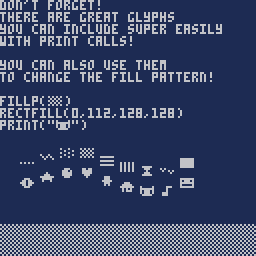 DON'T FORGET!
THERE ARE GREAT GLYPHS
YOU CAN INCLUDE SUPER EASILY
WITH PRINT CALLS!
YOU CAN ALSO USE THEM
TO CHANGE THE FILL PATTERN!
FILLP(▒)
RECTFILL(0,112,128,128)
PRINT("🐱")